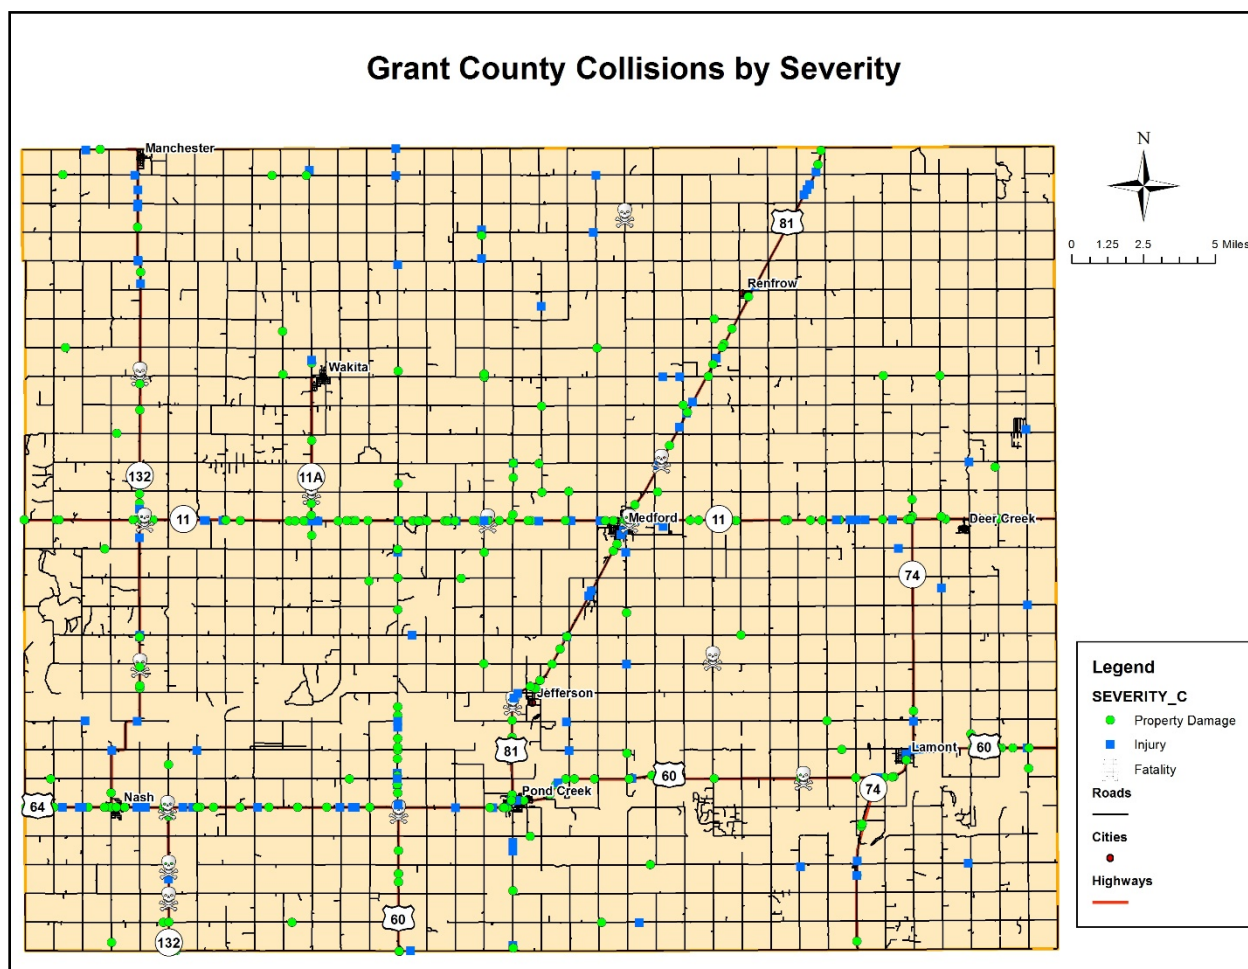 Grant County Collisions by Severity
N
Manchester
81
0 1.25 2.5 5 Miles
Renfrow
Wakita
132
11A
11
Medford
11
Deer Creek
74
Jefferson
81
Lamont
60
60
64
Nash
Pond Creek
74
60
132
Legend
SEVERITY_C
Property Damage
Injury
Fatality
Roads
Cities
Highways